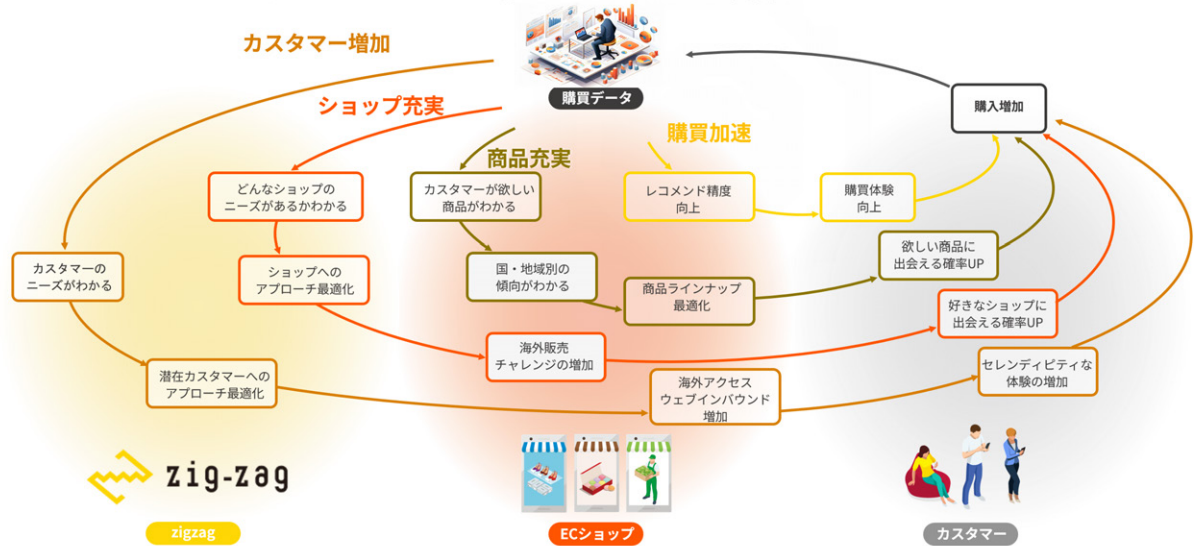 カスタマー増加
購買データ
ショップ充実
購入増加
購買加速
商品充実
どんなショップの
ニーズがあるかわかる
カスタマーが欲しい
商品がわかる
レコメンド精度
向上
購買体験
向上
カスタマーの
ニーズがわかる
ショップへの
アプローチ最適化
国・地域別の
傾向がわかる
商品ラインナップ
最適化
欲しい商品に
出会える確率UP
海外販売
チャレンジの増加
好きなショップに
出会える確率UP
潜在カスタマーへの
アプローチ最適化
海外アクセス
ウェブインバウンド
増加
セレンディピティな
体験の増加
zig-zag
zigzag
ECショップ
カスタマー